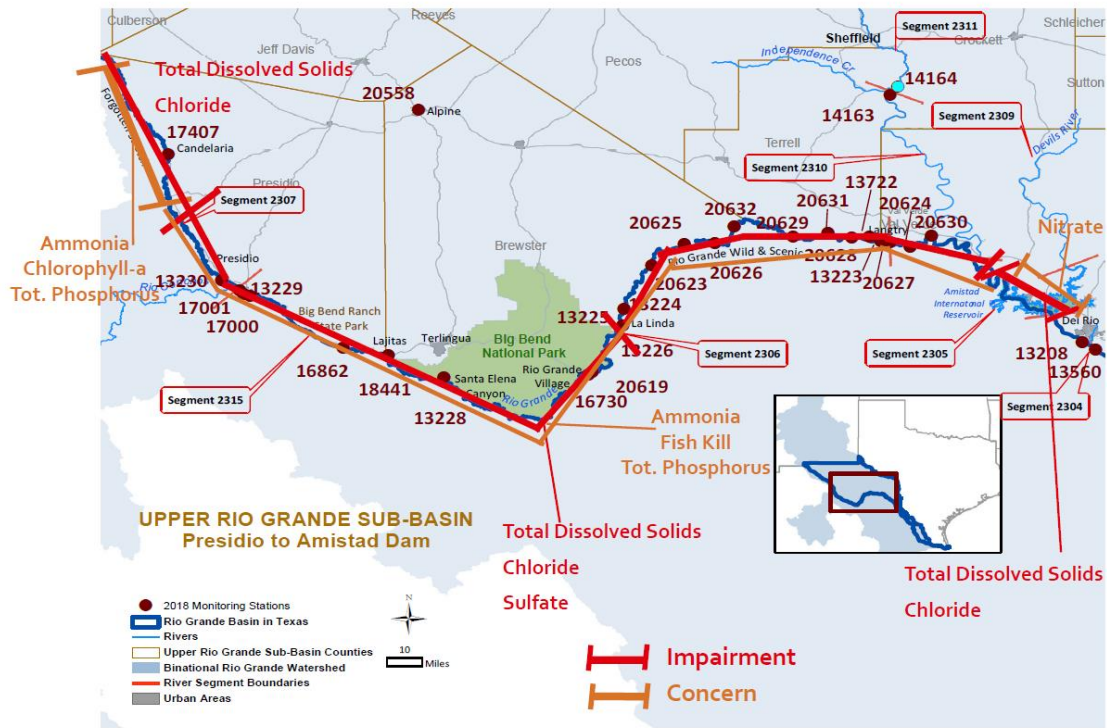 Culberson
Reeves
Schleicher
Segment 2311
Sheffield
Crockett
Jeff Davis
Independence Cr
Pecos
Sutton
Total Dissolved Solids
Chloride
20558
Alpine
14164
14163
Segment 2309
Devils River
17407
Candelaria
Terrell
Segment 2310
13722
20631
20624
20632
20629
20630
20625
Val Verde
Langtry
Presidio
Segment 2307
Nitrate
Brewster
Rio Grande Wild & Scenic
20628
20626
13223
20627
Ammonia
Chlorophyll-a
Tot. Phosphorus
Presidio
13230
13229
17001
17000
20623
13224
Amistad
International
Reservoir
Big Bend Ranch
State Park
13225
La Linda
Del Rio
Terlingua
Lajitas
Big Bend
National Park
13226
Segment 2306
Segment 2305
13208
13560
16862
Rio Grande
Village
Segment 2315
18441
Santa Elena
Canyon
Rio Grande
16730
20619
Segment 2304
13228
Ammonia
Fish Kill
Tot. Phosphorus
UPPER RIO GRANDE SUB-BASIN
Presidio to Amistad Dam
Total Dissolved Solids
Chloride
Sulfate
Total Dissolved Solids
Chloride
2018 Monitoring Stations
Rio Grande Basin in Texas
Rivers
Upper Rio Grande Sub-Basin Counties
Binational Rio Grande Watershed
River Segment Boundaries
Urban Areas
N
10
Miles
Impairment
Concern